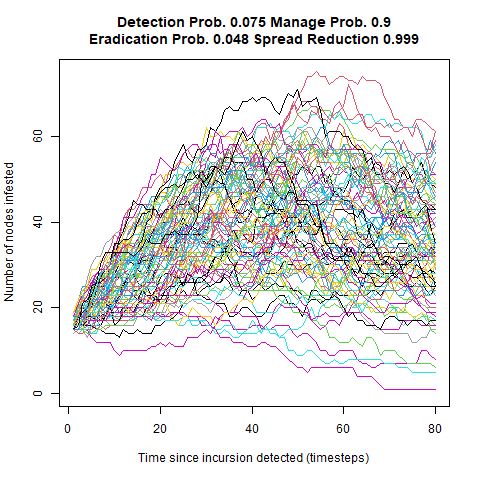 Detection Prob. 0.075 Manage Prob. 0.9
Eradication Prob. 0.048 Spread Reduction 0.999
Number of nodes infested
60
40
20
0
0 20 40 60 80
Time since incursion detected (timesteps)